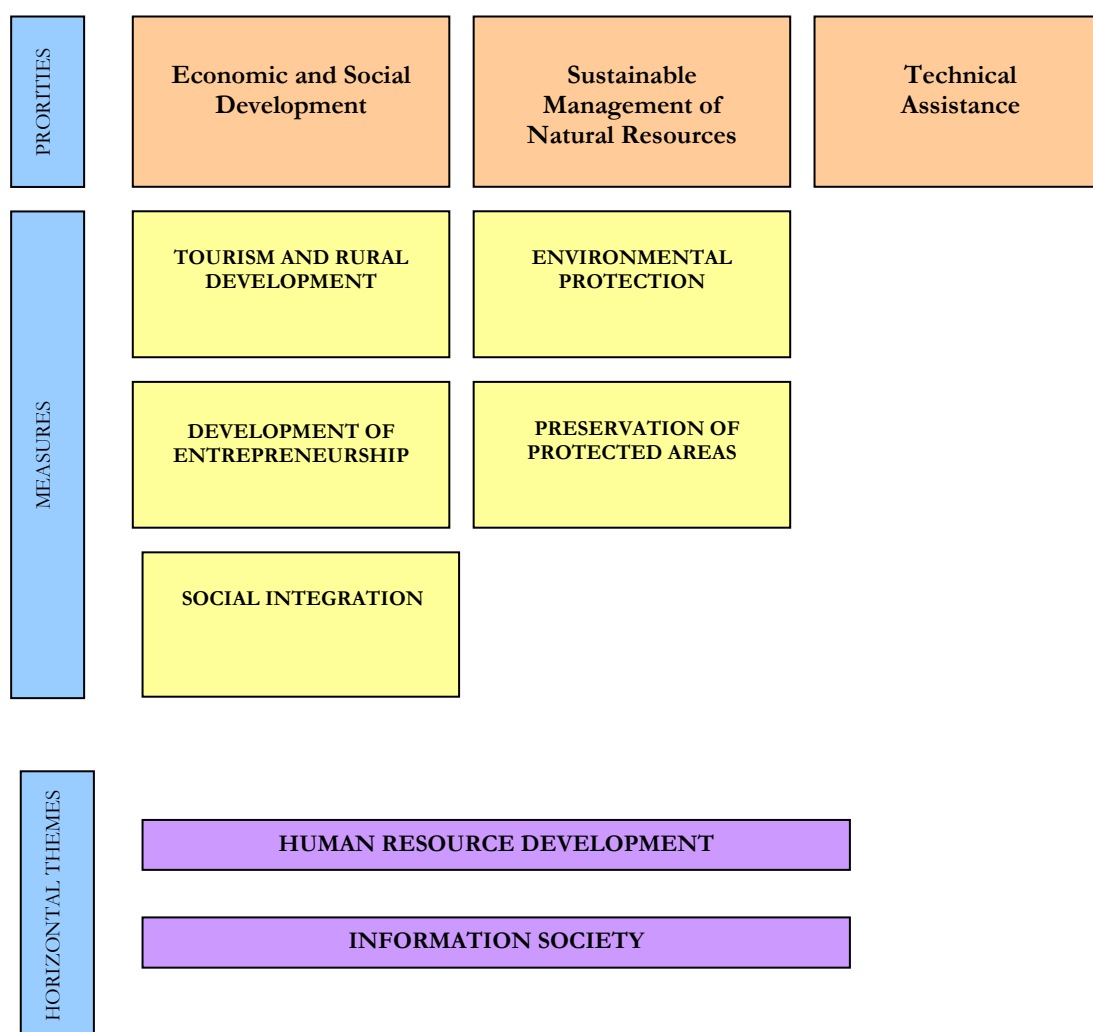 PRORITIES
Economic and Social
Development
Sustainable
Management of
Natural Resources
Technical
Assistance
MEASURES
TOURISM AND RURAL
DEVELOPMENT
ENVIRONMENTAL
PROTECTION
DEVELOPMENT OF
ENTREPRENEURSHIP
PRESERVATION OF
PROTECTED AREAS
SOCIAL INTEGRATION
HORIZONTAL THEMES
HUMAN RESOURCE DEVELOPMENT
INFORMATION SOCIETY